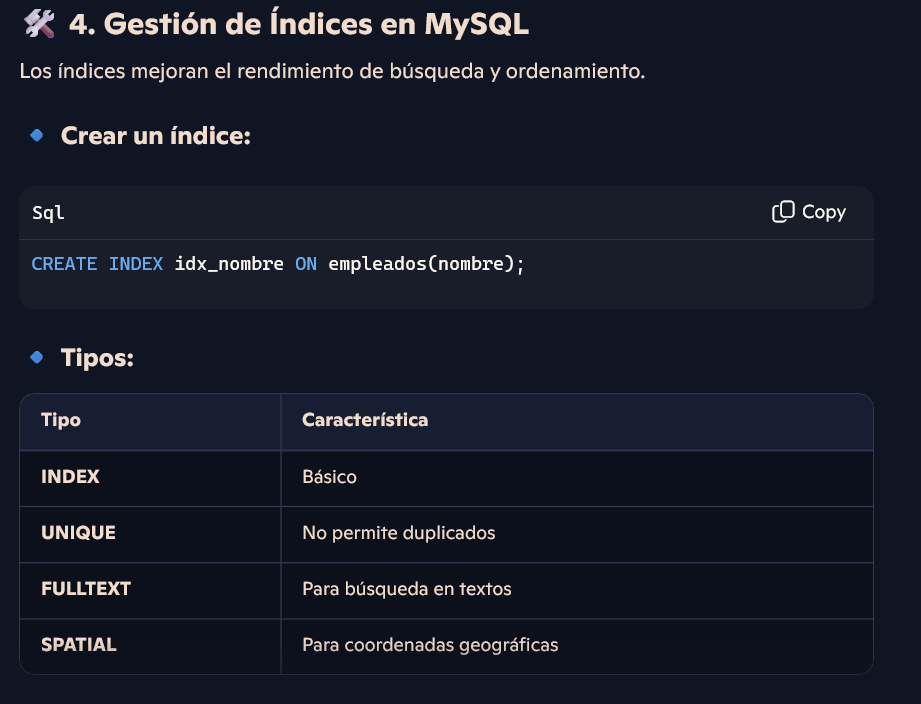 🛠️ 4. Gestión de Índices en MySQL
Los índices mejoran el rendimiento de búsqueda y ordenamiento.
Crear un índice:
Sql
Copy
CREATE INDEX idx_nombre ON empleados(nombre);
Tipos:
Tipo Característica
INDEX Básico
UNIQUE No permite duplicados
FULLTEXT Para búsqueda en textos
SPATIAL Para coordenadas geográficas